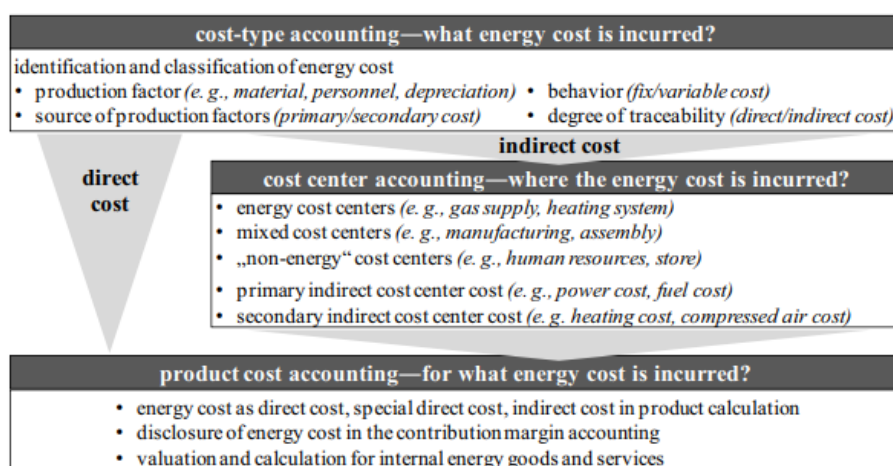 cost-type accounting—what energy cost is incurred?
identification and classification of energy cost
• production factor (e. g., material, personnel, depreciation) • behavior (fix/variable cost)
• source of production factors (primary/secondary cost) • degree of traceability (direct/indirect cost)
indirect cost
direct
cost
cost center accounting—where the energy cost is incurred?
• energy cost centers (e. g., gas supply, heating system)
• mixed cost centers (e. g., manufacturing, assembly)
• „non-energy“ cost centers (e. g., human resources, store)
• primary indirect cost center cost (e. g., power cost, fuel cost)
• secondary indirect cost center cost (e. g. heating cost, compressed air cost)
product cost accounting—for what energy cost is incurred?
• energy cost as direct cost, special direct cost, indirect cost in product calculation
• disclosure of energy cost in the contribution margin accounting
• valuation and calculation for internal energy goods and services